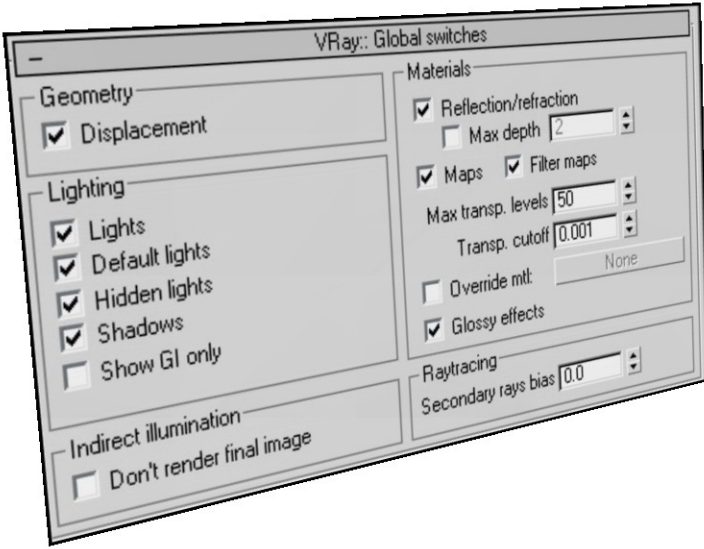 VRay:: Global switches
Geometry
Displacement
Lighting
Lights
Default lights
Hidden lights
Shadows
Show GI only
Indirect illumination
Don't render final image
Materials
Reflection/refraction
Max depth 2
Maps Filter maps
Max transp. levels 50
Transp. cutoff 0.001
Override mtl: None
Glossy effects
Raytracing
Secondary rays bias 0.0